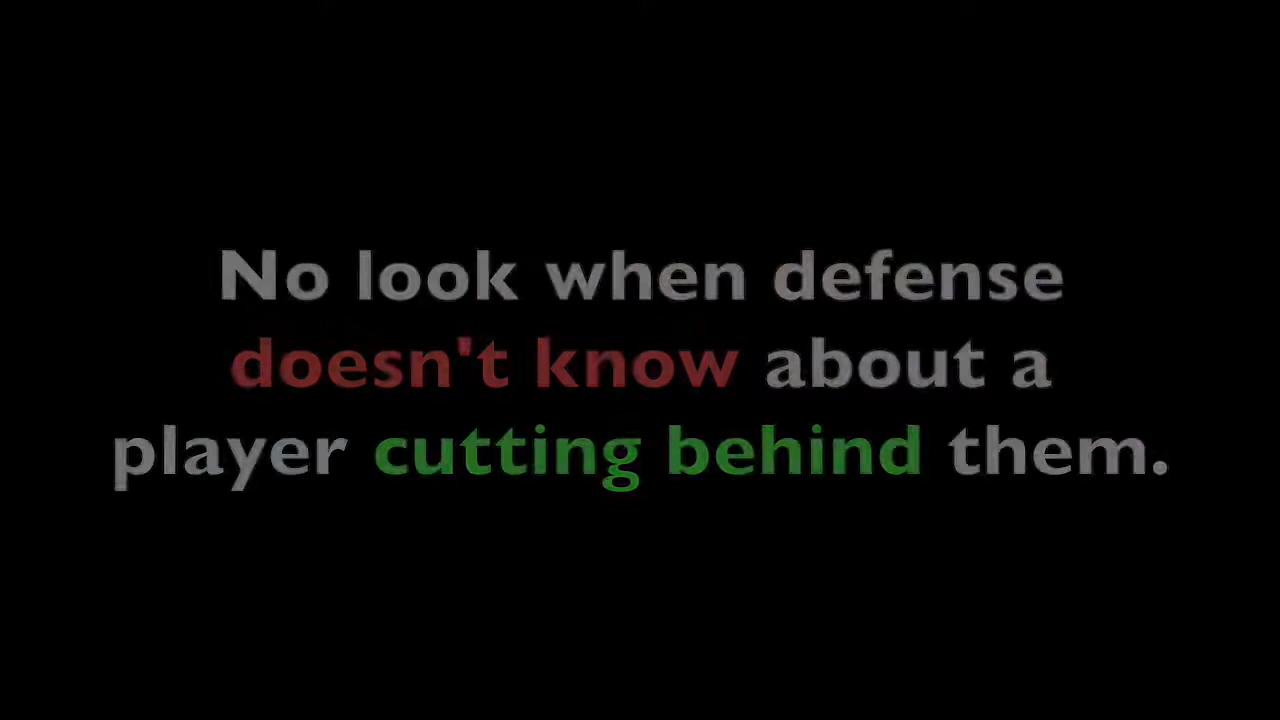 No look when defense
doesn't know about a
player cutting behind them.